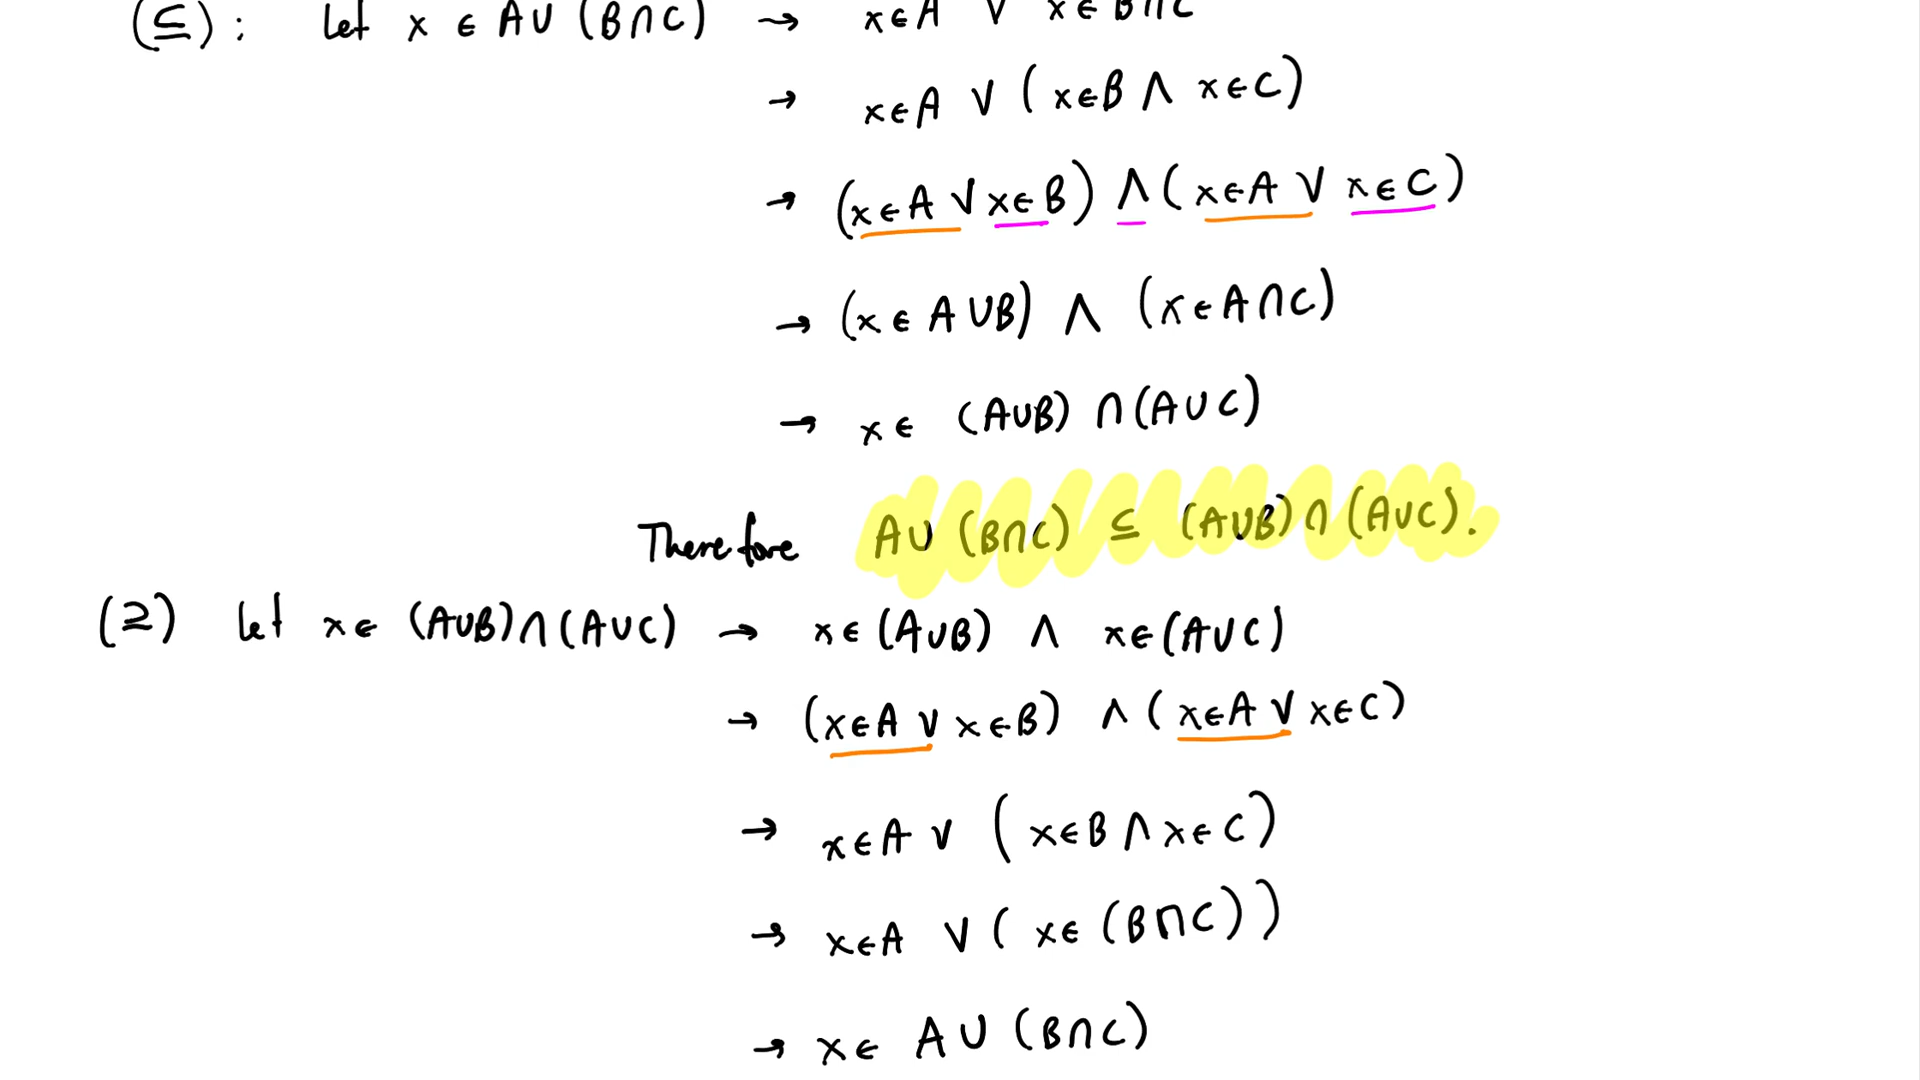 (⊆): Let x ∈ A ∪ (B ∩ C) → x ∈ A ∨ x ∈ B ∩ C
→ x ∈ A ∨ (x ∈ B ∧ x ∈ C)
→ (x ∈ A ∨ x ∈ B) ∧ (x ∈ A ∨ x ∈ C)
→ (x ∈ A ∪ B) ∧ (x ∈ A ∩ C)
→ x ∈ (A ∪ B) ∩ (A ∪ C)
Therefore A ∪ (B ∩ C) ⊆ (A ∪ B) ∩ (A ∪ C).
(⊇) Let x ∈ (A ∪ B) ∩ (A ∪ C) → x ∈ (A ∪ B) ∧ x ∈ (A ∪ C)
→ (x ∈ A ∨ x ∈ B) ∧ (x ∈ A ∨ x ∈ C)
→ x ∈ A ∨ (x ∈ B ∧ x ∈ C)
→ x ∈ A ∨ (x ∈ (B ∩ C))
→ x ∈ A ∪ (B ∩ C)